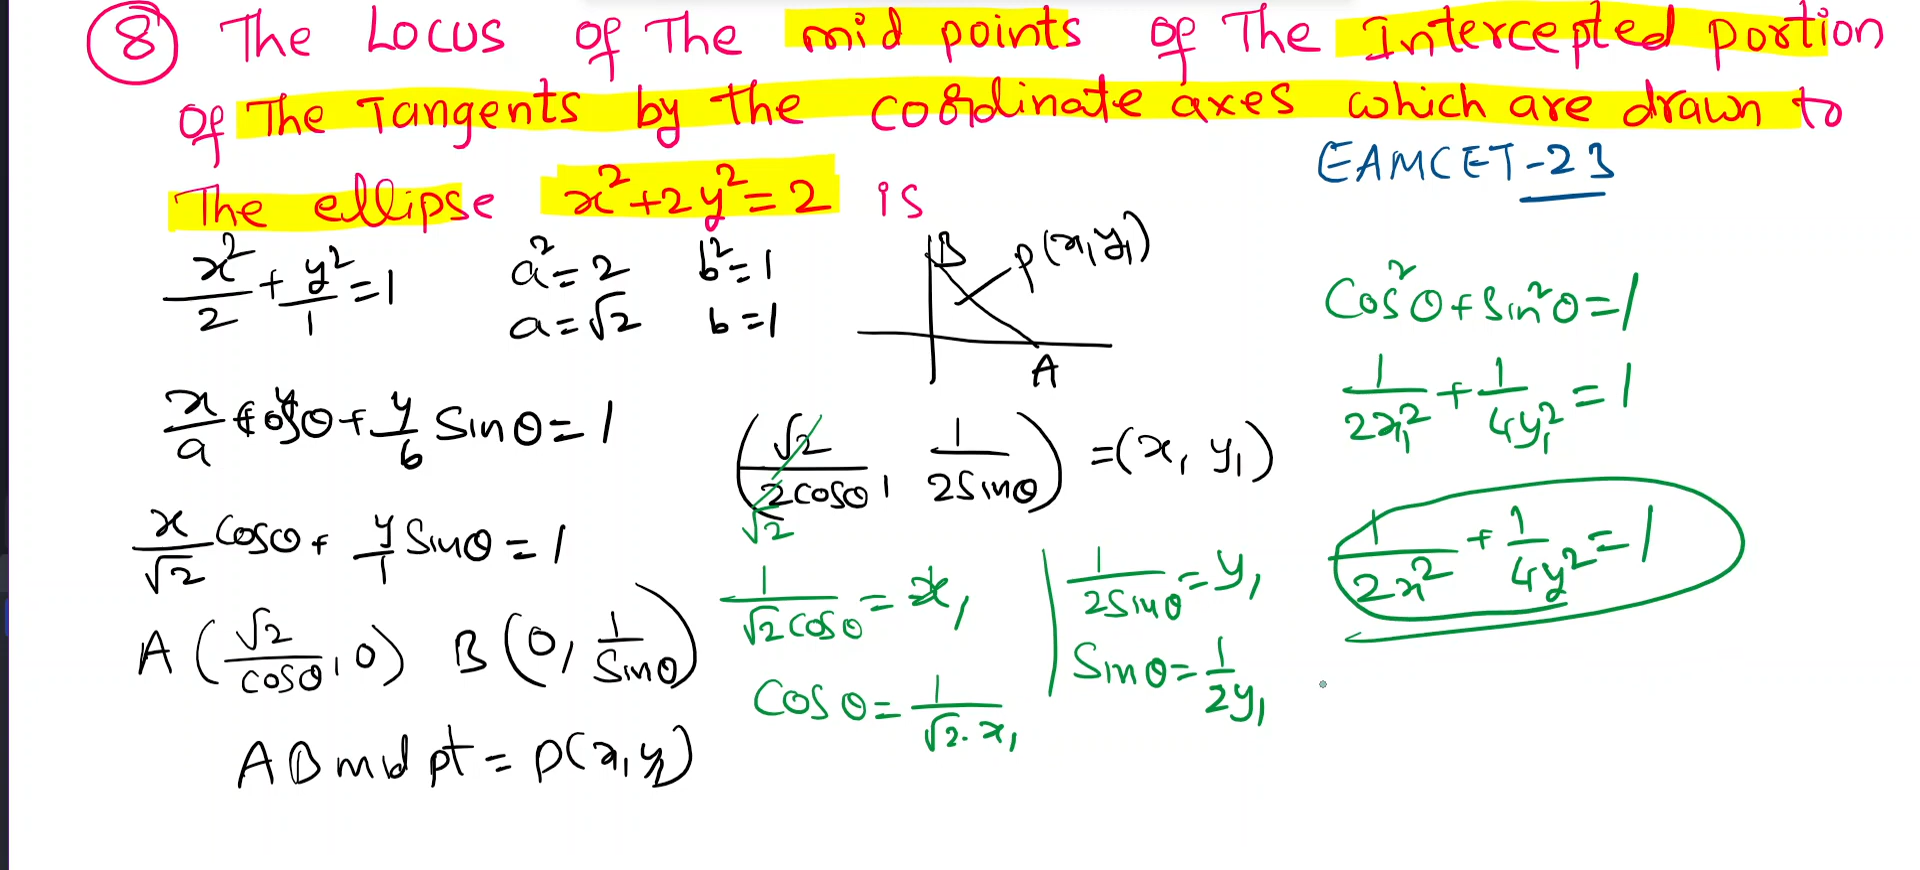 ⑧ The Locus of The mid points of The Intercepted portion
of The Tangents by the coordinate axes which are drawn to
The ellipse x²+2y²=2 is
EAMCET-23
x²/2 + y²/1 = 1
a²=2 b²=1
a=√2 b=1
B P(x₁y₁)
A
x/a cosθ + y/b sinθ = 1
x/√2 cosθ + y/1 sinθ = 1
A(√2/cosθ, 0) B(0, 1/sinθ)
AB mid pt = P(x₁y₁)
(√2/2cosθ, 1/2sinθ) = (x₁ y₁)
√2
1/√2cosθ = x₁
cosθ = 1/√2.x₁
1/2sinθ = y₁
sinθ = 1/2y₁
cos²θ + sin²θ = 1
1/2x₁² + 1/4y₁² = 1
1/2x² + 1/4y² = 1